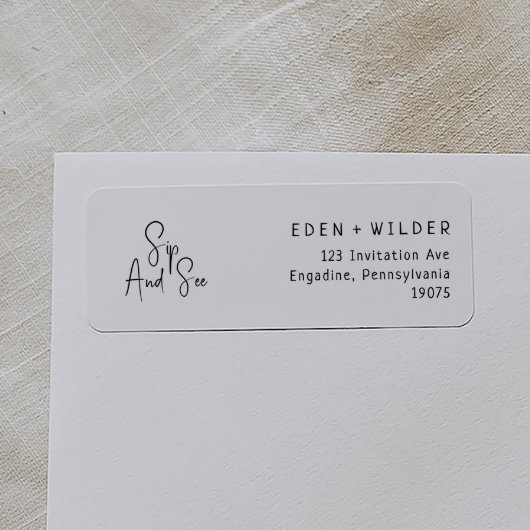 Sip
And See
EDEN + WILDER
123 Invitation Ave
Engadine, Pennsylvania
19075